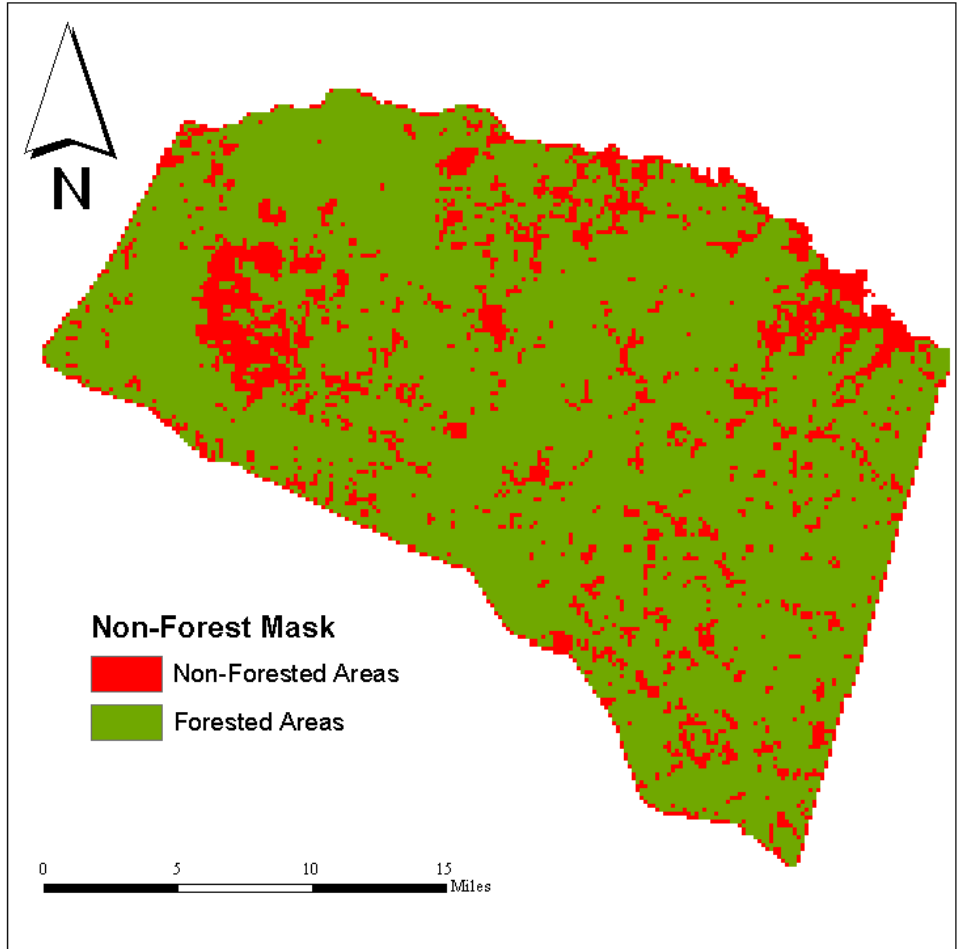 N
Non-Forest Mask
Non-Forested Areas
Forested Areas
0 5 10 15
Miles